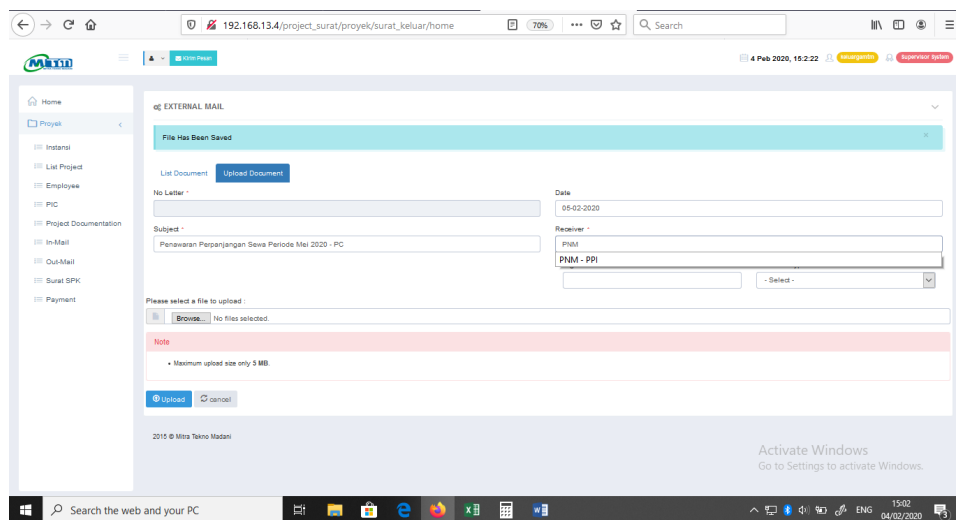 192.168.13.4/project_surat/proyek/surat_keluar/home
70%
Search
Kirim Pesan
4 Peb 2020, 15:2:22
keuangandin
Supervisor System
Home
EXTERNAL MAIL
Proyek
File Has Been Saved
×
Instansi
List Project
List Document
Upload Document
Employee
No Letter *
Date
PIC
05-02-2020
Project Documentation
Subject *
Receiver *
In-Mail
Penawaran Perpanjangan Sewa Periode Mei 2020 - PC
PNM
Out-Mail
PNM - PPI
Surat SPK
- Select -
Payment
Please select a file to upload :
Browse... No files selected.
Note
• Maximum upload size only 5 MB.
Upload
cancel
2015 © Mitra Tekno Madani
Activate Windows
Go to Settings to activate Windows.
Search the web and your PC
ENG
15:02
04/02/2020
3